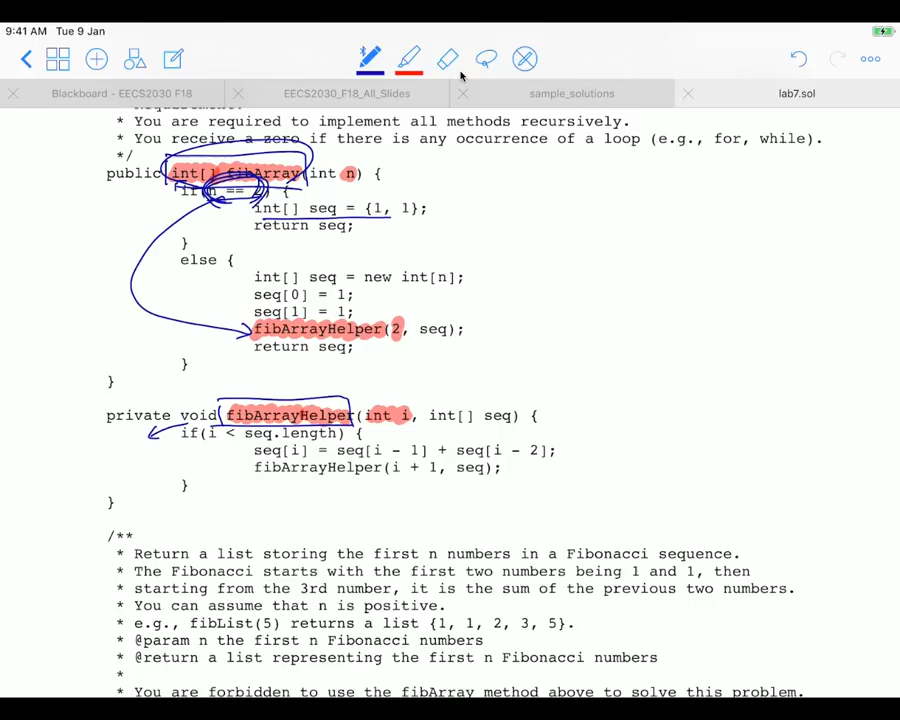 9:41 AM Tue 9 Jan
Blackboard - EECS2030 F18
EECS2030_F18_All_Slides
sample_solutions
lab7.sol
* You are required to implement all methods recursively.
* You receive a zero if there is any occurrence of a loop (e.g., for, while).
*/
public int[] fibArray(int n) {
if n == {
int[] seq = {1, 1};
return seq;
}
else {
int[] seq = new int[n];
seq[0] = 1;
seq[1] = 1;
fibArrayHelper(2, seq);
return seq;
}
}
private void fibArrayHelper(int i, int[] seq) {
if(i < seq.length) {
seq[i] = seq[i - 1] + seq[i - 2];
fibArrayHelper(i + 1, seq);
}
}
/**
* Return a list storing the first n numbers in a Fibonacci sequence.
* The Fibonacci starts with the first two numbers being 1 and 1, then
* starting from the 3rd number, it is the sum of the previous two numbers.
* You can assume that n is positive.
* e.g., fibList(5) returns a list {1, 1, 2, 3, 5}.
* @param n the first n Fibonacci numbers
* @return a list representing the first n Fibonacci numbers
*
* You are forbidden to use the fibArray method above to solve this problem.